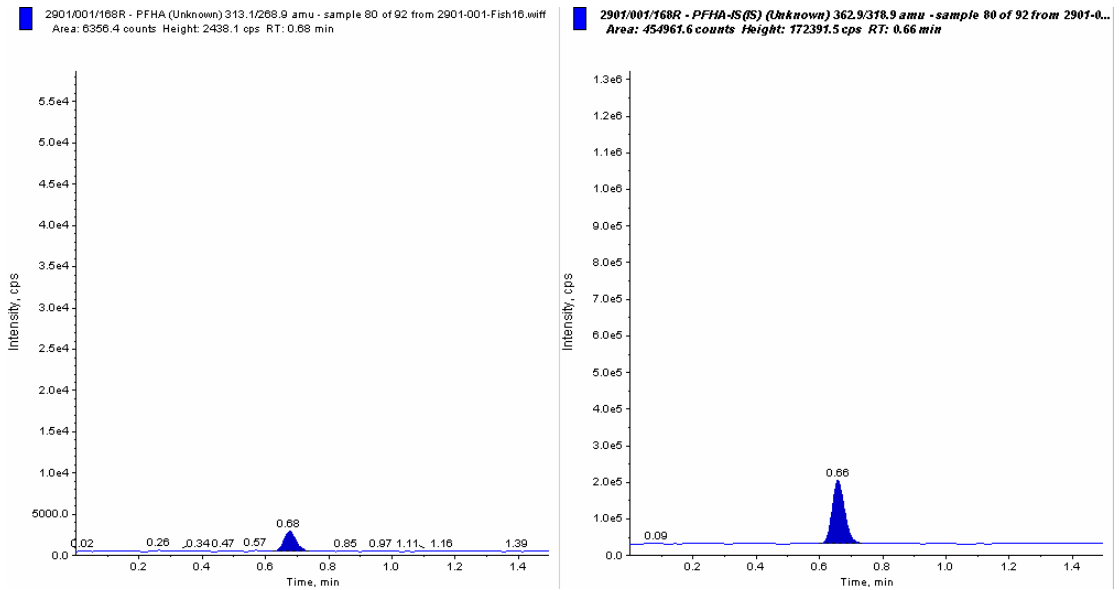 2901/001/168R - PFHA (Unknown) 313.1/268.9 amu - sample 80 of 92 from 2901-001-Fish16.wiff
Area: 6356.4 counts Height: 2438.1 cps RT: 0.68 min
5.5e4
5.0e4
4.5e4
4.0e4
3.5e4
3.0e4
2.5e4
2.0e4
1.5e4
1.0e4
5000.0
0.0
Intensity, cps
0.02
0.26
0.34
0.47
0.57
0.68
0.85
0.97
1.11
1.16
1.39
0.2
0.4
0.6
0.8
1.0
1.2
1.4
Time, min
2901/001/168R - PFHA-IS(IS) (Unknown) 362.9/318.9 amu - sample 80 of 92 from 2901-0...
Area: 454961.6 counts Height: 172391.5 cps RT: 0.66 min
1.3e6
1.2e6
1.1e6
1.0e6
9.0e5
8.0e5
7.0e5
6.0e5
5.0e5
4.0e5
3.0e5
2.0e5
1.0e5
0.0
Intensity, cps
0.09
0.66
0.2
0.4
0.6
0.8
1.0
1.2
1.4
Time, min